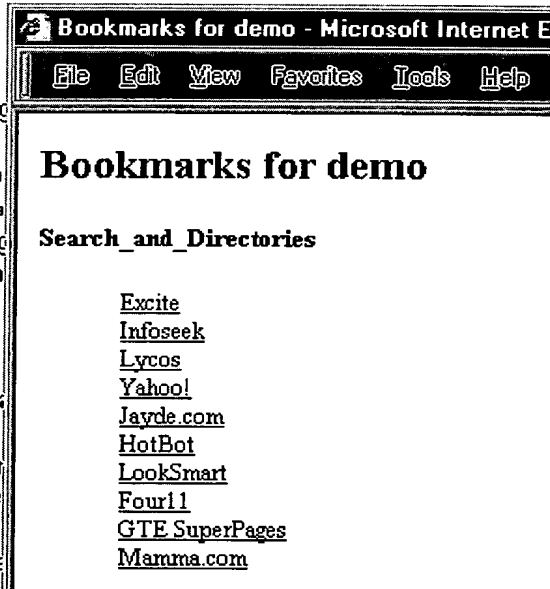 Bookmarks for demo - Microsoft Internet E
File Edit View Favorites Tools Help
Bookmarks for demo
Search_and_Directories
Excite
Infoseek
Lycos
Yahoo!
Jayde.com
HotBot
LookSmart
Four11
GTE SuperPages
Mamma.com